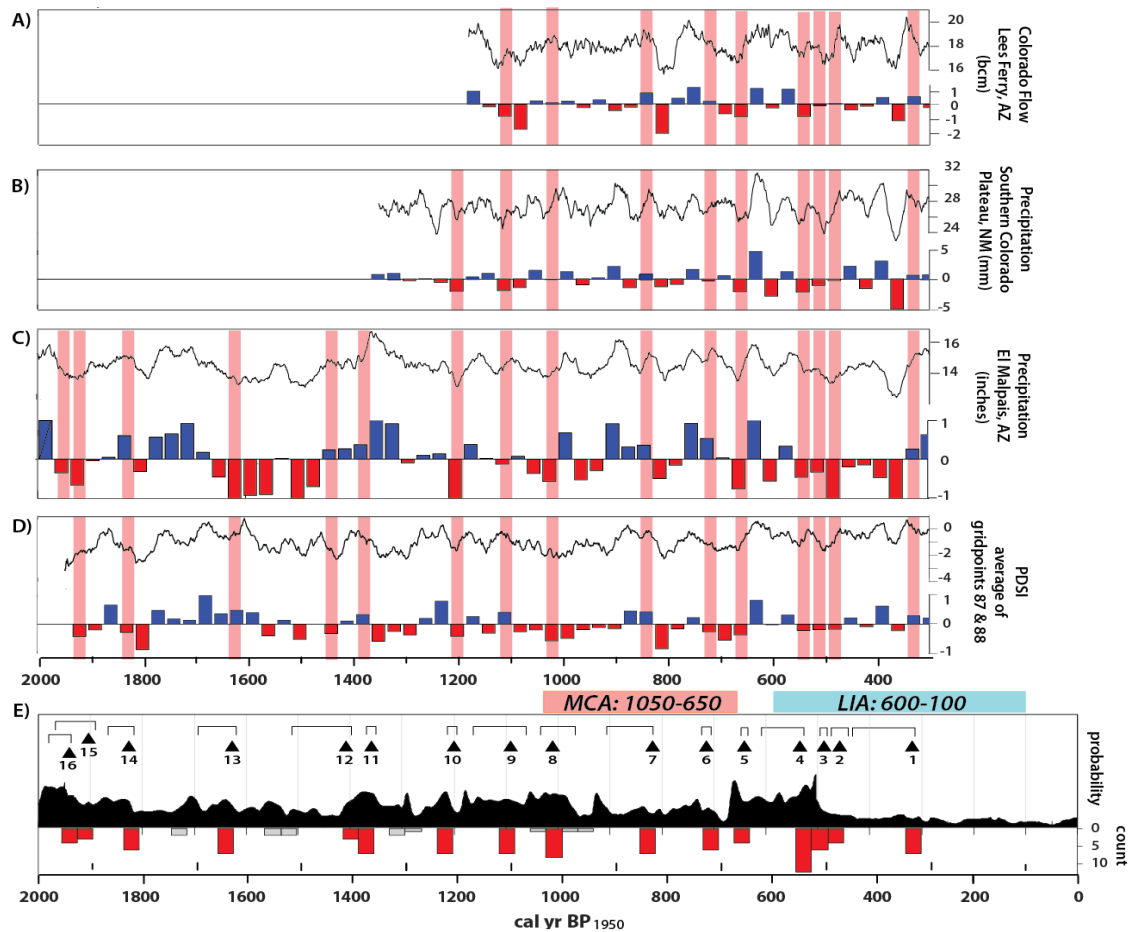 A)
20
18
16
1
0
-1
-2
Colorado Flow
Lees Ferry, AZ
(bcm)
B)
32
28
24
5
0
-5
Precipitation
Southern Colorado
Plateau, NM (mm)
C)
16
14
1
0
-1
Precipitation
El Malpais, AZ
(inches)
D)
0
-2
-4
1
0
-1
PDSI
average of
gridpoints 87 & 88
2000 1800 1600 1400 1200 1000 800 600 400
MCA: 1050-650 LIA: 600-100
E)
16 15 14 13 12 11 10 9 8 7 6 5 4 3 2 1
probability
0
5
10
count
2000 1800 1600 1400 1200 1000 800 600 400 200 0
cal yr BP1950